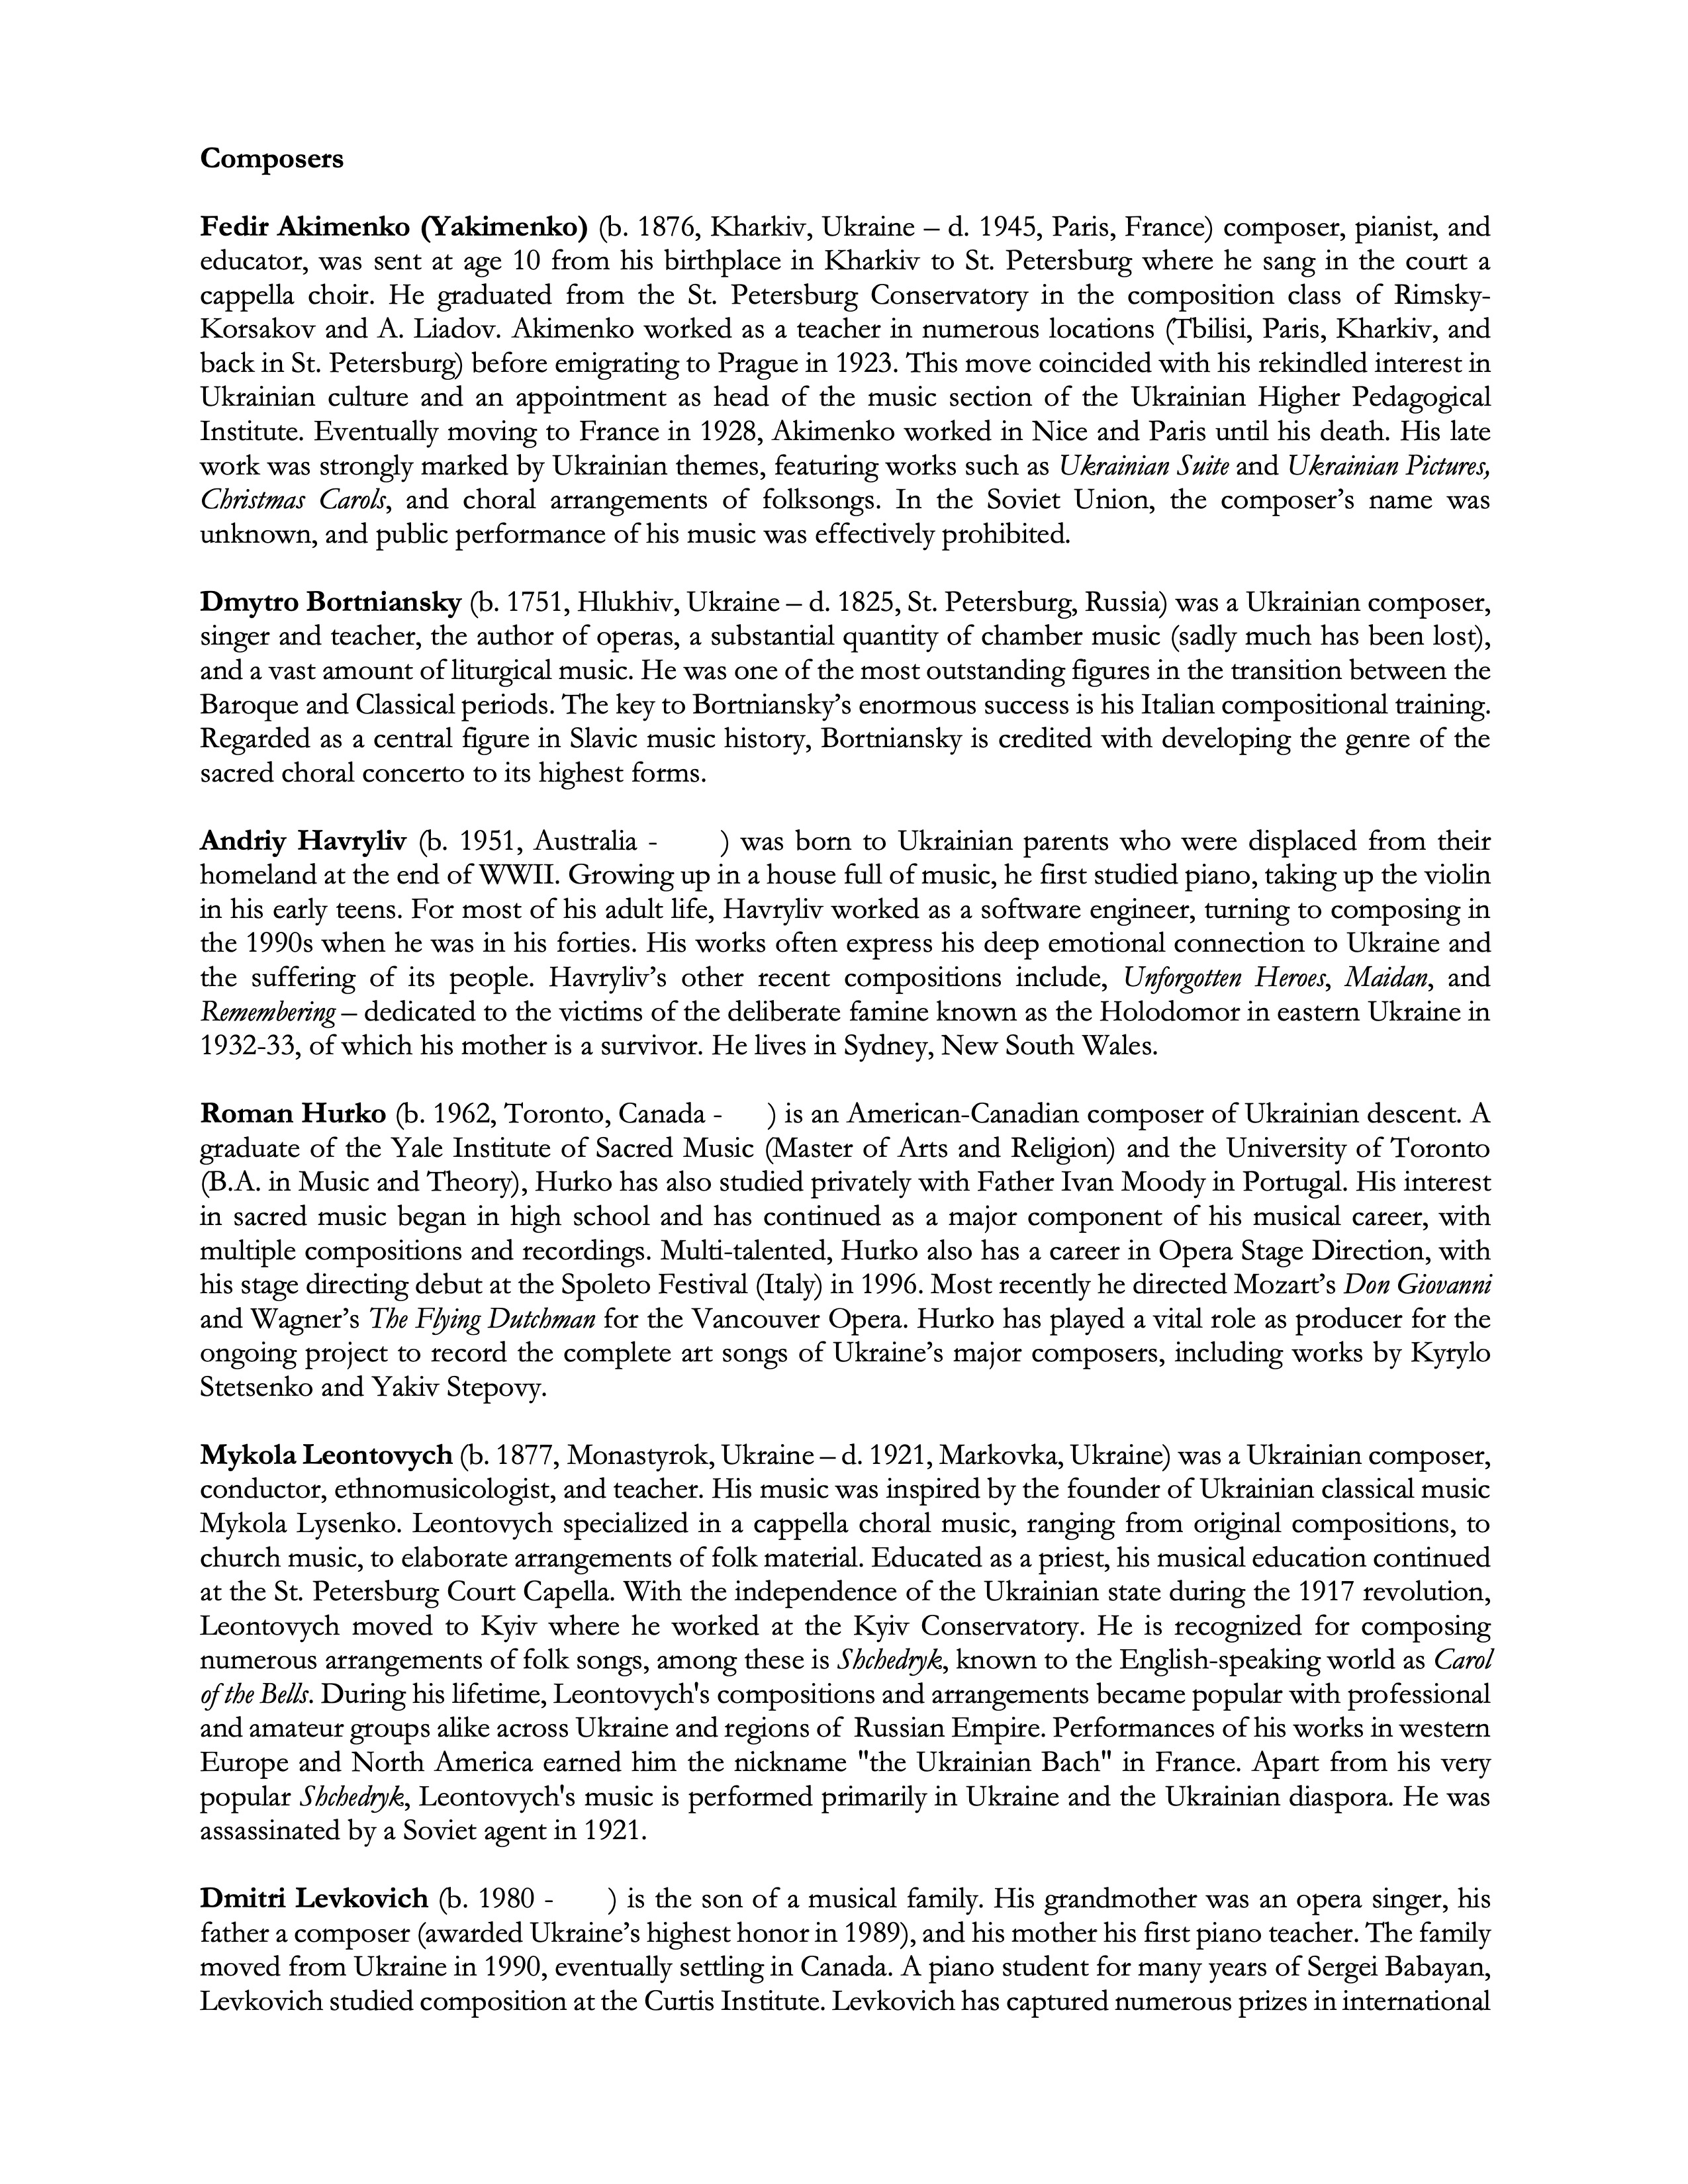 Composers
Fedir Akimenko (Yakimenko) (b. 1876, Kharkiv, Ukraine – d. 1945, Paris, France) composer, pianist, and
educator, was sent at age 10 from his birthplace in Kharkiv to St. Petersburg where he sang in the court a
cappella choir. He graduated from the St. Petersburg Conservatory in the composition class of Rimsky-
Korsakov and A. Liadov. Akimenko worked as a teacher in numerous locations (Tbilisi, Paris, Kharkiv, and
back in St. Petersburg) before emigrating to Prague in 1923. This move coincided with his rekindled interest in
Ukrainian culture and an appointment as head of the music section of the Ukrainian Higher Pedagogical
Institute. Eventually moving to France in 1928, Akimenko worked in Nice and Paris until his death. His late
work was strongly marked by Ukrainian themes, featuring works such as Ukrainian Suite and Ukrainian Pictures,
Christmas Carols, and choral arrangements of folksongs. In the Soviet Union, the composer’s name was
unknown, and public performance of his music was effectively prohibited.
Dmytro Bortniansky (b. 1751, Hlukhiv, Ukraine – d. 1825, St. Petersburg, Russia) was a Ukrainian composer,
singer and teacher, the author of operas, a substantial quantity of chamber music (sadly much has been lost),
and a vast amount of liturgical music. He was one of the most outstanding figures in the transition between the
Baroque and Classical periods. The key to Bortniansky’s enormous success is his Italian compositional training.
Regarded as a central figure in Slavic music history, Bortniansky is credited with developing the genre of the
sacred choral concerto to its highest forms.
Andriy Havryliv (b. 1951, Australia - ) was born to Ukrainian parents who were displaced from their
homeland at the end of WWII. Growing up in a house full of music, he first studied piano, taking up the violin
in his early teens. For most of his adult life, Havryliv worked as a software engineer, turning to composing in
the 1990s when he was in his forties. His works often express his deep emotional connection to Ukraine and
the suffering of its people. Havryliv’s other recent compositions include, Unforgotten Heroes, Maidan, and
Remembering – dedicated to the victims of the deliberate famine known as the Holodomor in eastern Ukraine in
1932-33, of which his mother is a survivor. He lives in Sydney, New South Wales.
Roman Hurko (b. 1962, Toronto, Canada - ) is an American-Canadian composer of Ukrainian descent. A
graduate of the Yale Institute of Sacred Music (Master of Arts and Religion) and the University of Toronto
(B.A. in Music and Theory), Hurko has also studied privately with Father Ivan Moody in Portugal. His interest
in sacred music began in high school and has continued as a major component of his musical career, with
multiple compositions and recordings. Multi-talented, Hurko also has a career in Opera Stage Direction, with
his stage directing debut at the Spoleto Festival (Italy) in 1996. Most recently he directed Mozart’s Don Giovanni
and Wagner’s The Flying Dutchman for the Vancouver Opera. Hurko has played a vital role as producer for the
ongoing project to record the complete art songs of Ukraine’s major composers, including works by Kyrylo
Stetsenko and Yakiv Stepovy.
Mykola Leontovych (b. 1877, Monastyrok, Ukraine – d. 1921, Markovka, Ukraine) was a Ukrainian composer,
conductor, ethnomusicologist, and teacher. His music was inspired by the founder of Ukrainian classical music
Mykola Lysenko. Leontovych specialized in a cappella choral music, ranging from original compositions, to
church music, to elaborate arrangements of folk material. Educated as a priest, his musical education continued
at the St. Petersburg Court Capella. With the independence of the Ukrainian state during the 1917 revolution,
Leontovych moved to Kyiv where he worked at the Kyiv Conservatory. He is recognized for composing
numerous arrangements of folk songs, among these is Shchedryk, known to the English-speaking world as Carol
of the Bells. During his lifetime, Leontovych's compositions and arrangements became popular with professional
and amateur groups alike across Ukraine and regions of Russian Empire. Performances of his works in western
Europe and North America earned him the nickname "the Ukrainian Bach" in France. Apart from his very
popular Shchedryk, Leontovych's music is performed primarily in Ukraine and the Ukrainian diaspora. He was
assassinated by a Soviet agent in 1921.
Dmitri Levkovich (b. 1980 - ) is the son of a musical family. His grandmother was an opera singer, his
father a composer (awarded Ukraine’s highest honor in 1989), and his mother his first piano teacher. The family
moved from Ukraine in 1990, eventually settling in Canada. A piano student for many years of Sergei Babayan,
Levkovich studied composition at the Curtis Institute. Levkovich has captured numerous prizes in international